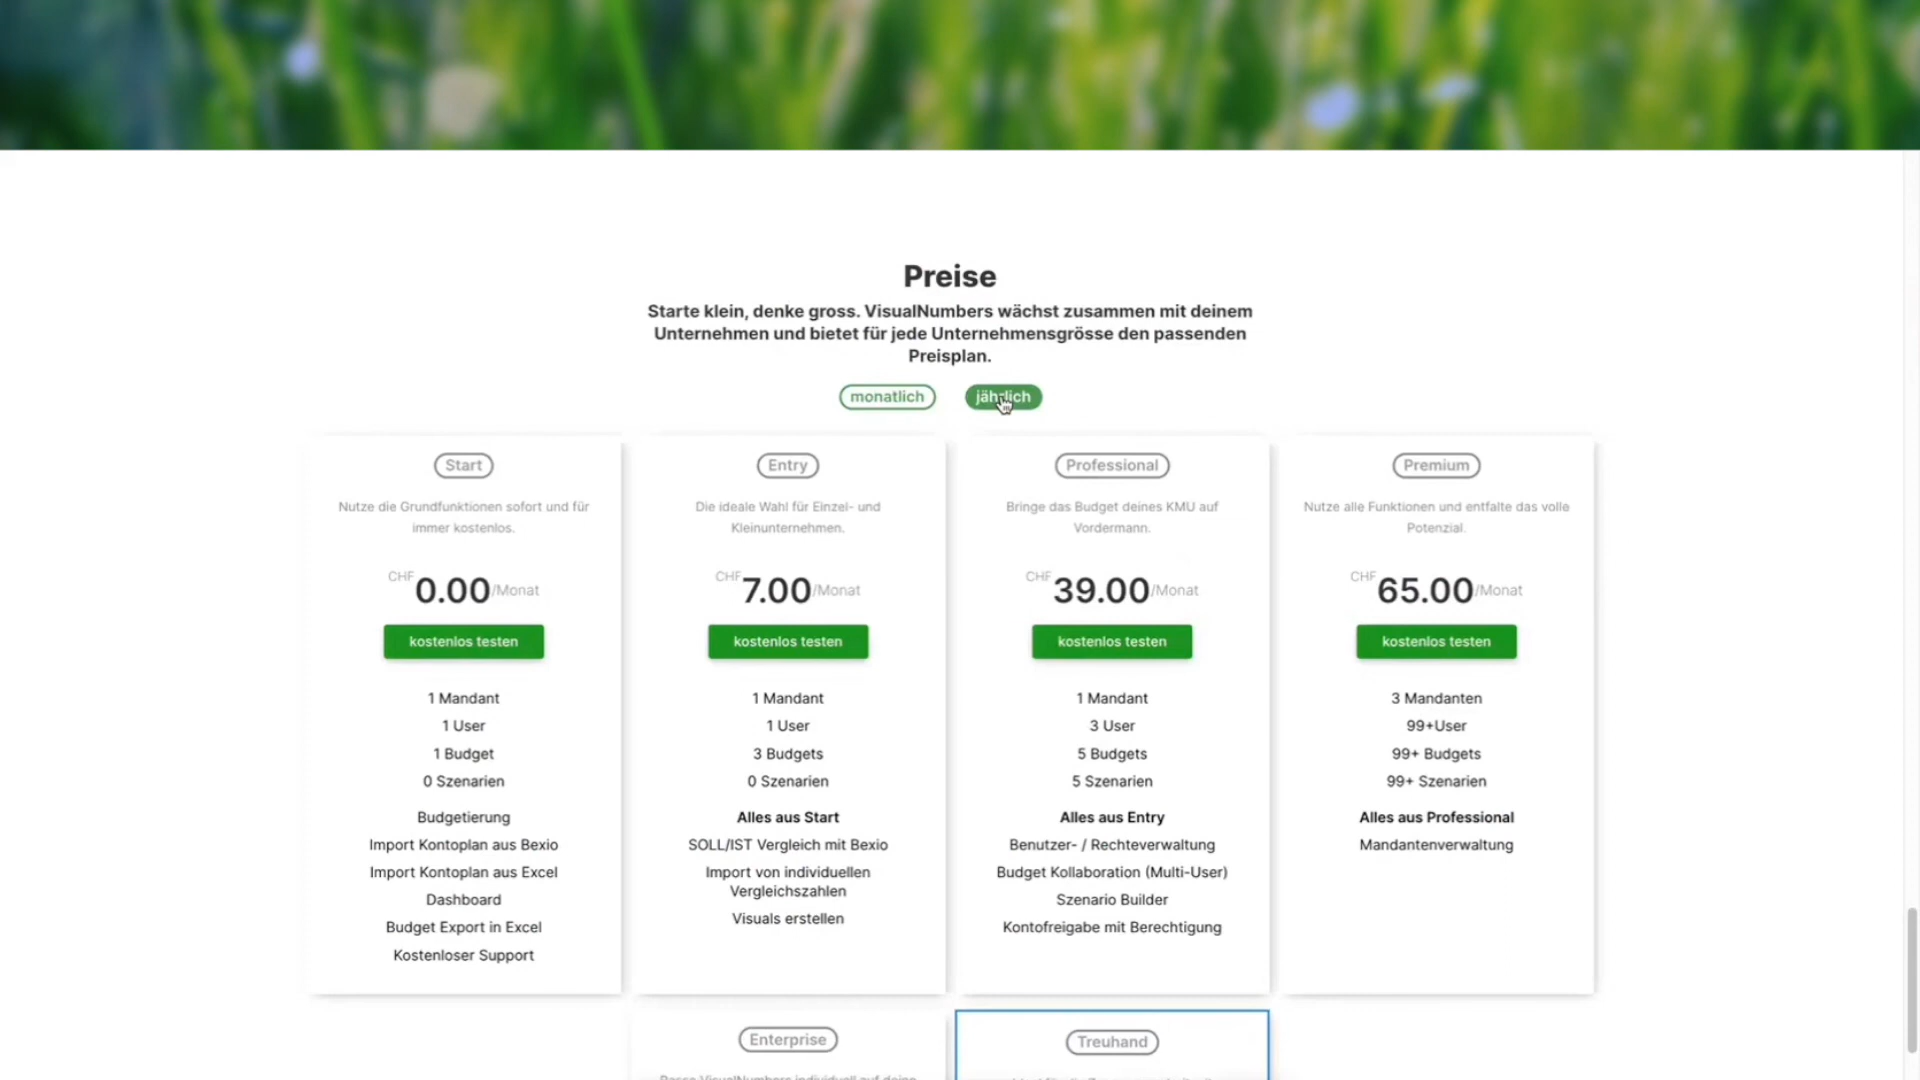 Preise
Starte klein, denke gross. VisualNumbers wächst zusammen mit deinem
Unternehmen und bietet für jede Unternehmensgrösse den passenden
Preisplan.
monatlich
jährlich
Start
Nutze die Grundfunktionen sofort und für
immer kostenlos.
CHF 0.00 /Monat
kostenlos testen
1 Mandant
1 User
1 Budget
0 Szenarien
Budgetierung
Import Kontoplan aus Bexio
Import Kontoplan aus Excel
Dashboard
Budget Export in Excel
Kostenloser Support
Entry
Die ideale Wahl für Einzel- und
Kleinunternehmen.
CHF 7.00 /Monat
kostenlos testen
1 Mandant
1 User
3 Budgets
0 Szenarien
Alles aus Start
SOLL/IST Vergleich mit Bexio
Import von individuellen
Vergleichszahlen
Visuals erstellen
Professional
Bringe das Budget deines KMU auf
Vordermann.
CHF 39.00 /Monat
kostenlos testen
1 Mandant
3 User
5 Budgets
5 Szenarien
Alles aus Entry
Benutzer- / Rechteverwaltung
Budget Kollaboration (Multi-User)
Szenario Builder
Kontofreigabe mit Berechtigung
Premium
Nutze alle Funktionen und entfalte das volle
Potenzial.
CHF 65.00 /Monat
kostenlos testen
3 Mandanten
99+User
99+ Budgets
99+ Szenarien
Alles aus Professional
Mandantenverwaltung
Enterprise
Passe VisualNumbers individuell auf deine
Treuhand